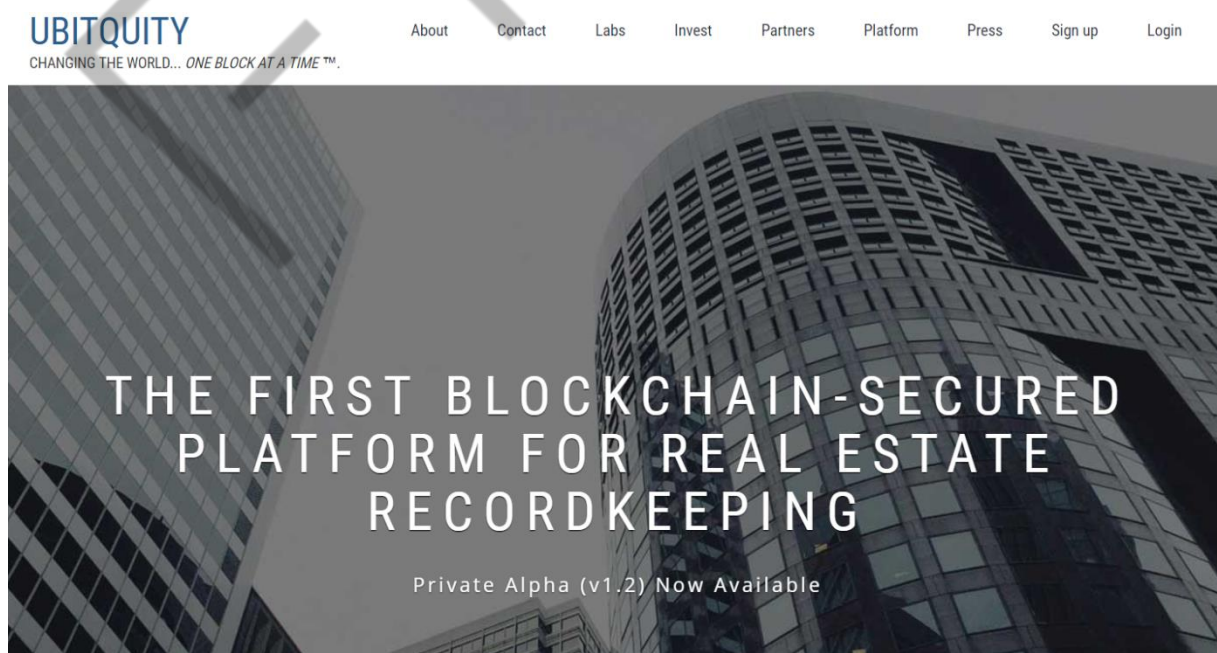 UBITQUITY
CHANGING THE WORLD... ONE BLOCK AT A TIME ™.
About Contact Labs Invest Partners Platform Press Sign up Login
THE FIRST BLOCKCHAIN-SECURED
PLATFORM FOR REAL ESTATE
RECORDKEEPING
Private Alpha (v1.2) Now Available